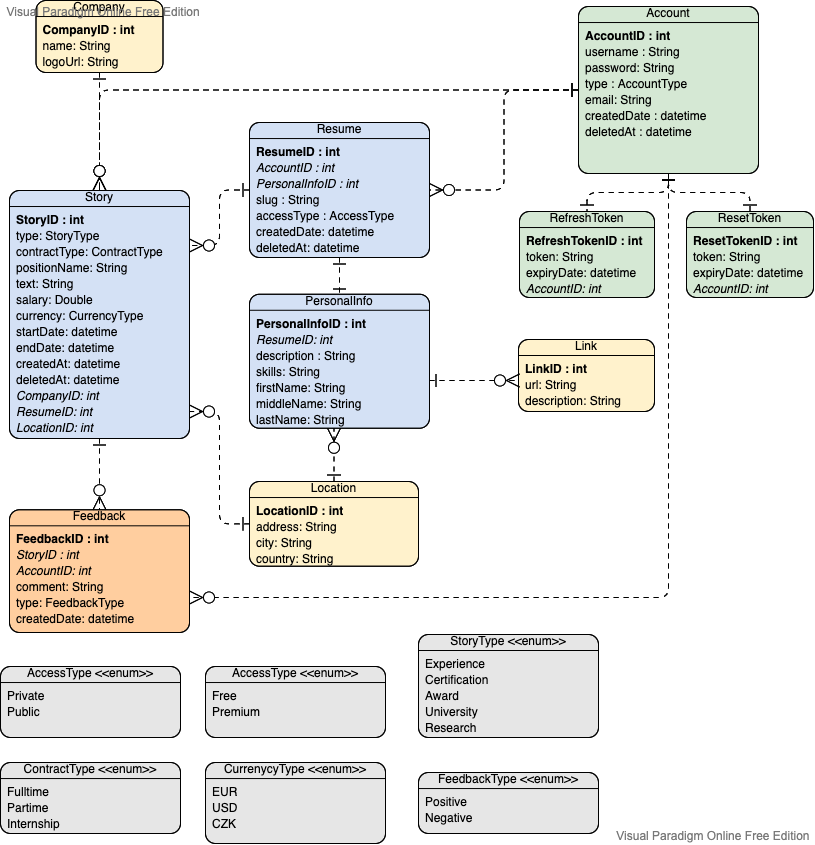 Company
Visual Paradigm Online Free Edition
CompanyID : int
name: String
logoUrl: String
Account
AccountID : int
username : String
password: String
type : AccountType
email: String
createdDate : datetime
deletedAt : datetime
Resume
ResumeID : int
AccountID : int
PersonalInfoID : int
slug : String
accessType : AccessType
createdDate: datetime
deletedAt: datetime
Story
StoryID : int
type: StoryType
contractType: ContractType
positionName: String
text: String
salary: Double
currency: CurrencyType
startDate: datetime
endDate: datetime
createdAt: datetime
deletedAt: datetime
CompanyID: int
ResumeID: int
LocationID: int
RefreshToken
RefreshTokenID : int
token: String
expiryDate: datetime
AccountID: int
ResetToken
ResetTokenID : int
token: String
expiryDate: datetime
AccountID: int
PersonalInfo
PersonalInfoID : int
ResumeID: int
description : String
skills: String
firstName: String
middleName: String
lastName: String
Link
LinkID : int
url: String
description: String
Location
LocationID : int
address: String
city: String
country: String
Feedback
FeedbackID : int
StoryID : int
AccountID: int
comment: String
type: FeedbackType
createdDate: datetime
AccessType <<enum>>
Private
Public
AccessType <<enum>>
Free
Premium
StoryType <<enum>>
Experience
Certification
Award
University
Research
ContractType <<enum>>
Fulltime
Partime
Internship
CurrenycyType <<enum>>
EUR
USD
CZK
FeedbackType <<enum>>
Positive
Negative
Visual Paradigm Online Free Edition